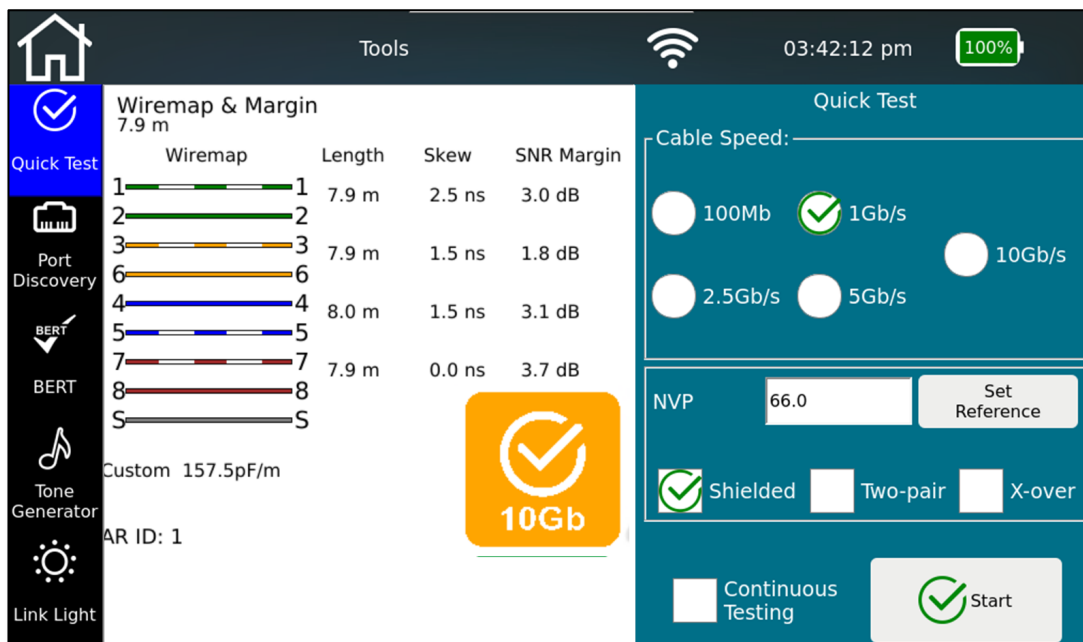 Tools
03:42:12 pm
100%
Quick Test
Port
Discovery
BERT
BERT
Tone
Generator
Link Light
Wiremap & Margin
7.9 m
Wiremap Length Skew SNR Margin
1 1
7.9 m 2.5 ns 3.0 dB
2 2
3 3
7.9 m 1.5 ns 1.8 dB
6 6
4 4
8.0 m 1.5 ns 3.1 dB
5 5
7 7
7.9 m 0.0 ns 3.7 dB
8 8
S S
Custom 157.5pF/m
AR ID: 1
10Gb
Quick Test
Cable Speed:
100Mb 1Gb/s
10Gb/s
2.5Gb/s 5Gb/s
NVP 66.0
Set
Reference
Shielded Two-pair X-over
Continuous
Testing
Start